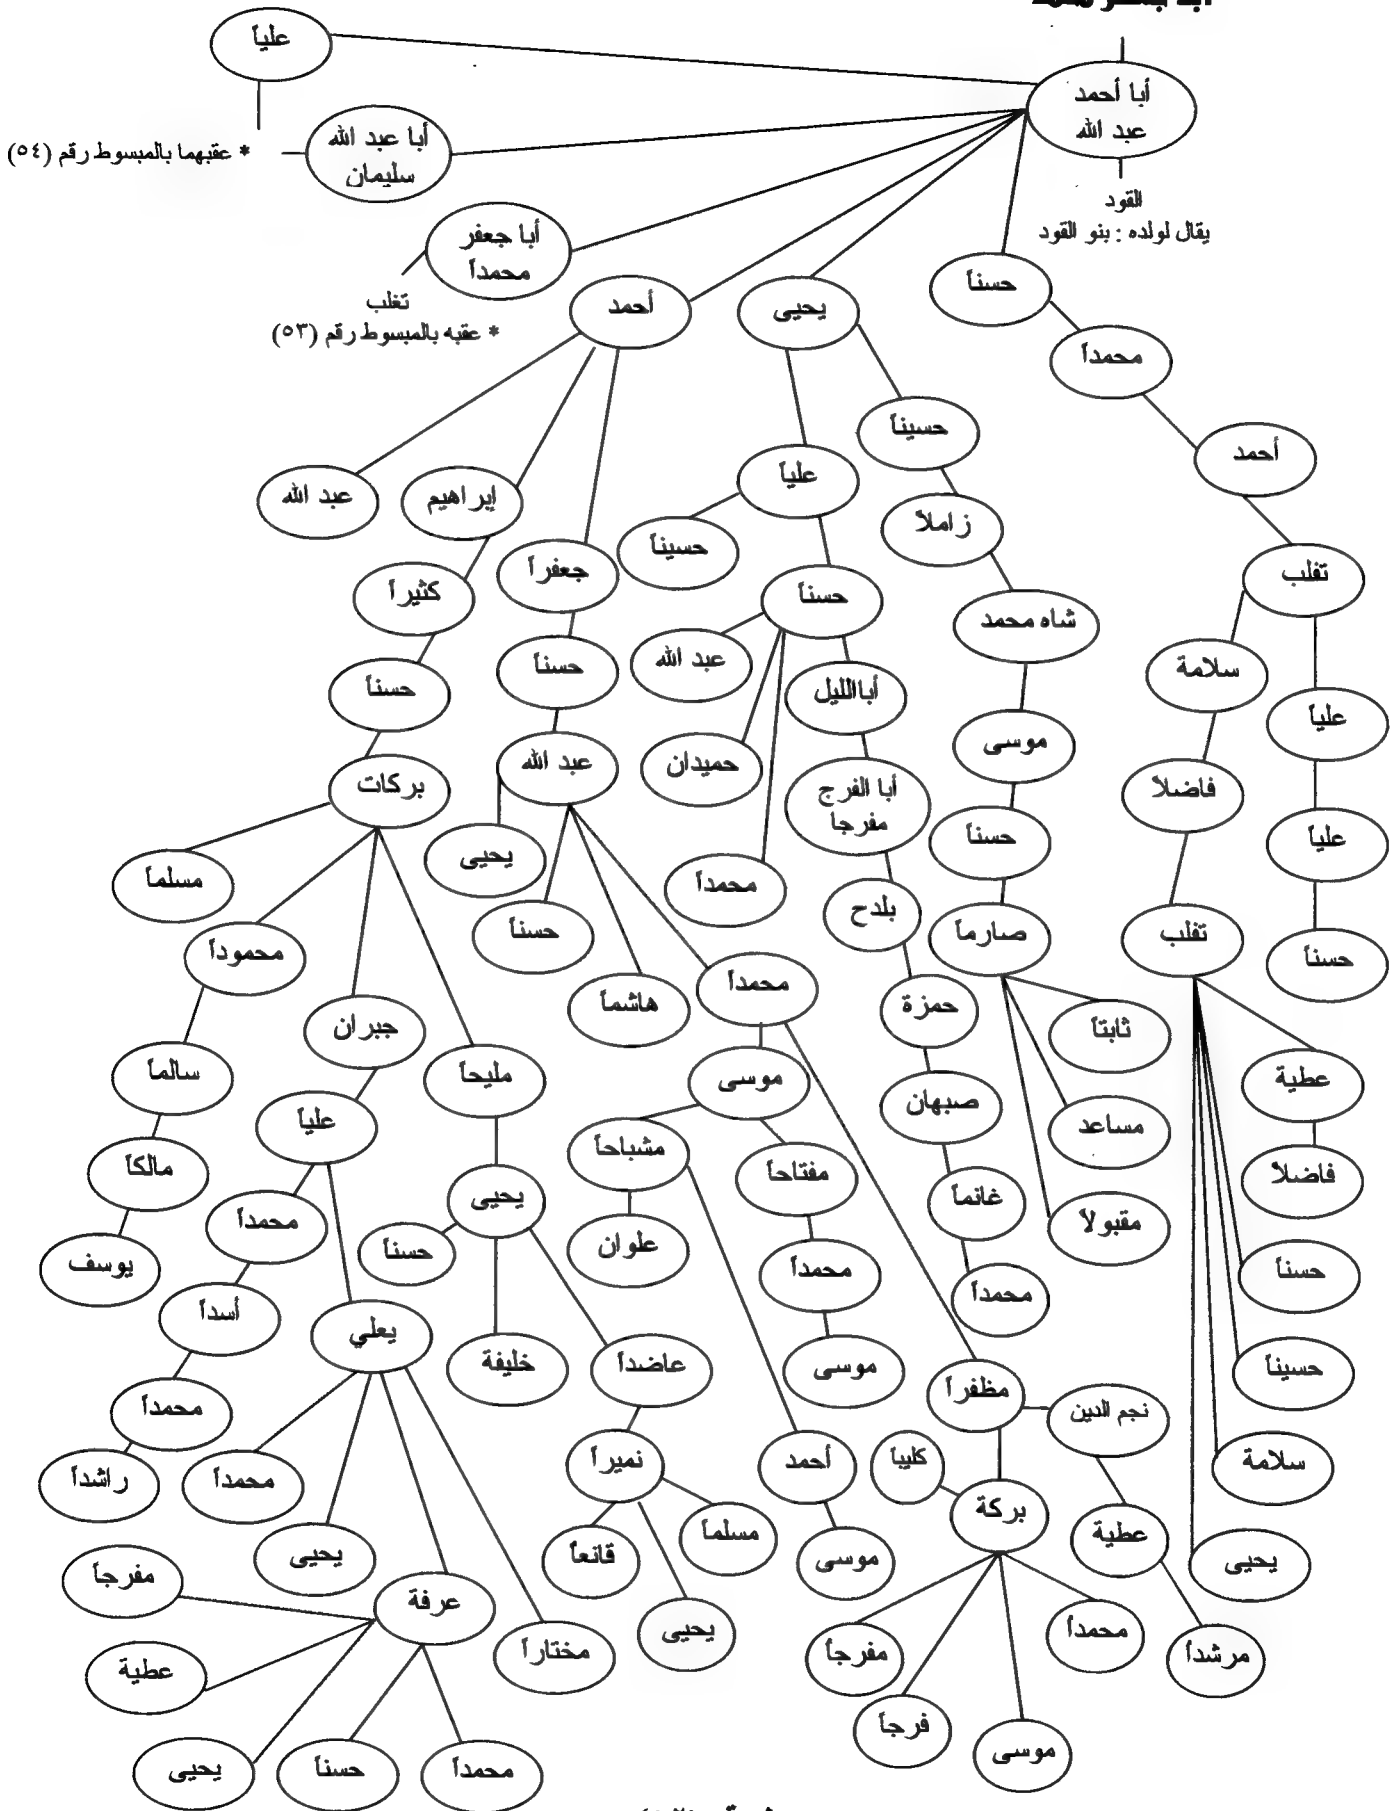 علياً
أبا أحمد
عبد الله
أبا عبد الله
سليمان
* عقبهما بالمبسوط رقم (٥٤)
القود
يقال لولده : بنو القود
أبا جعفر
محمداً
تغلب
* عقبه بالمبسوط رقم (٥٣)
حسناً
يحيى
أحمد
محمداً
حسيناً
أحمد
علياً
عبد الله
إبراهيم
زاملاً
حسيناً
جعفراً
تغلب
كثيراً
حسناً
شاه محمد
عبد الله
حسناً
سلامة
حسناً
أبا الليل
علياً
موسى
حميدان
عبد الله
بركات
أبا الفرج
مفرجا
فاضلاً
حسناً
علياً
يحيى
مسلماً
محمداً
بلدح
صارماً
تغلب
حسناً
حسناً
محموداً
محمداً
هاشماً
حمزة
جبران
ثابتاً
سالماً
مليحاً
موسى
عطية
صبهان
علياً
مساعد
مشباحاً
مالكاً
مفتاحاً
فاضلاً
يحيى
غانماً
محمداً
مقبولاً
حسناً
علوان
يوسف
محمداً
حسناً
محمداً
أسداً
يعلي
خليفة
عاضداً
موسى
حسيناً
مظفراً
نجم الدين
محمداً
راشداً
محمداً
نميراً
أحمد
كليبا
سلامة
بركة
يحيى
قانعاً
مسلماً
موسى
عطية
يحيى
مفرجاً
عرفة
يحيى
مختاراً
محمداً
مفرجاً
مرشداً
عطية
فرجاً
موسى
يحيى
حسناً
محمداً